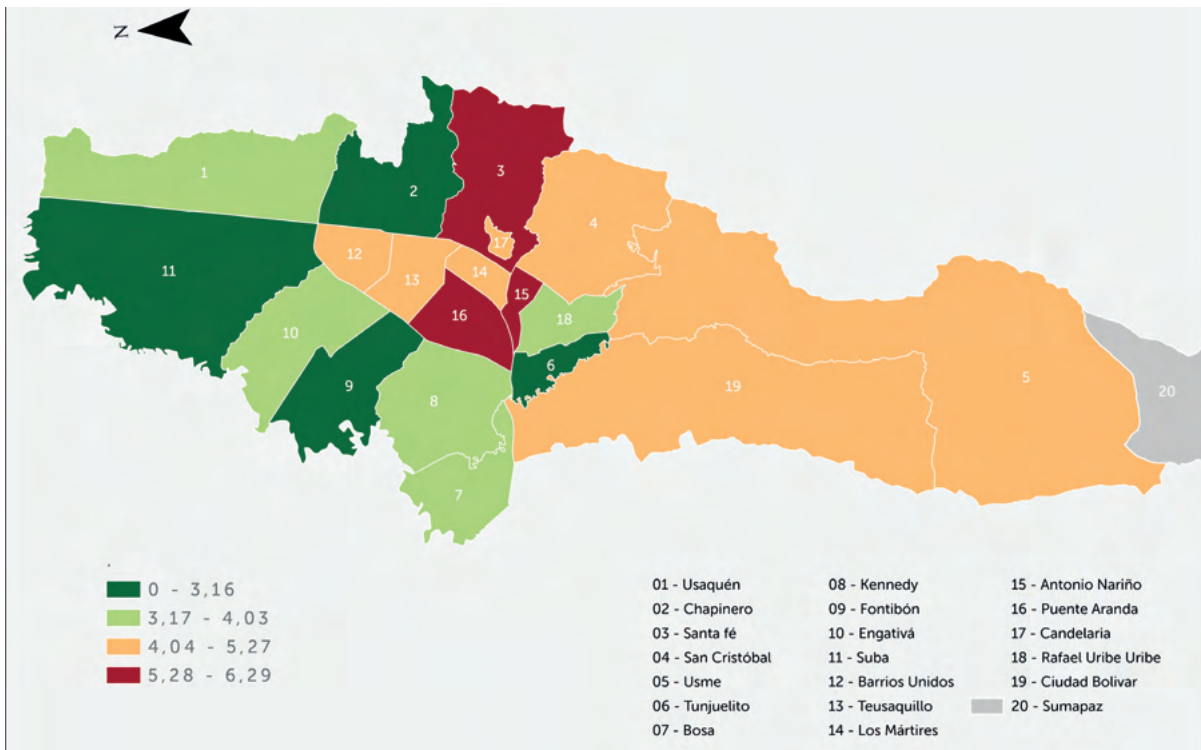 N
1
2
3
4
5
6
7
8
9
10
11
12
13
14
15
16
17
18
19
20
0 - 3,16
3,17 - 4,03
4,04 - 5,27
5,28 - 6,29
01 - Usaquén
02 - Chapinero
03 - Santa fé
04 - San Cristóbal
05 - Usme
06 - Tunjuelito
07 - Bosa
08 - Kennedy
09 - Fontibón
10 - Engativá
11 - Suba
12 - Barrios Unidos
13 - Teusaquillo
14 - Los Mártires
15 - Antonio Nariño
16 - Puente Aranda
17 - Candelaria
18 - Rafael Uribe Uribe
19 - Ciudad Bolivar
20 - Sumapaz